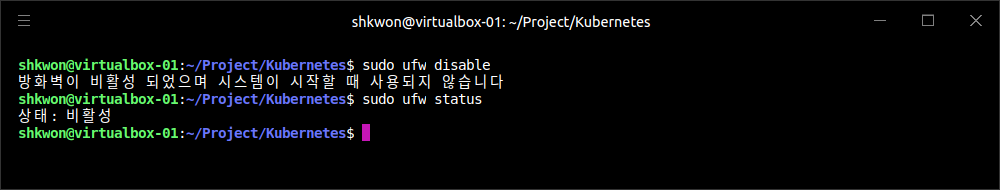 shkwon@virtualbox-01: ~/Project/Kubernetes
shkwon@virtualbox-01:~/Project/Kubernetes$ sudo ufw disable
방화벽이 비활성 되었으며 시스템이 시작할 때 사용되지 않습니다
shkwon@virtualbox-01:~/Project/Kubernetes$ sudo ufw status
상태: 비활성
shkwon@virtualbox-01:~/Project/Kubernetes$